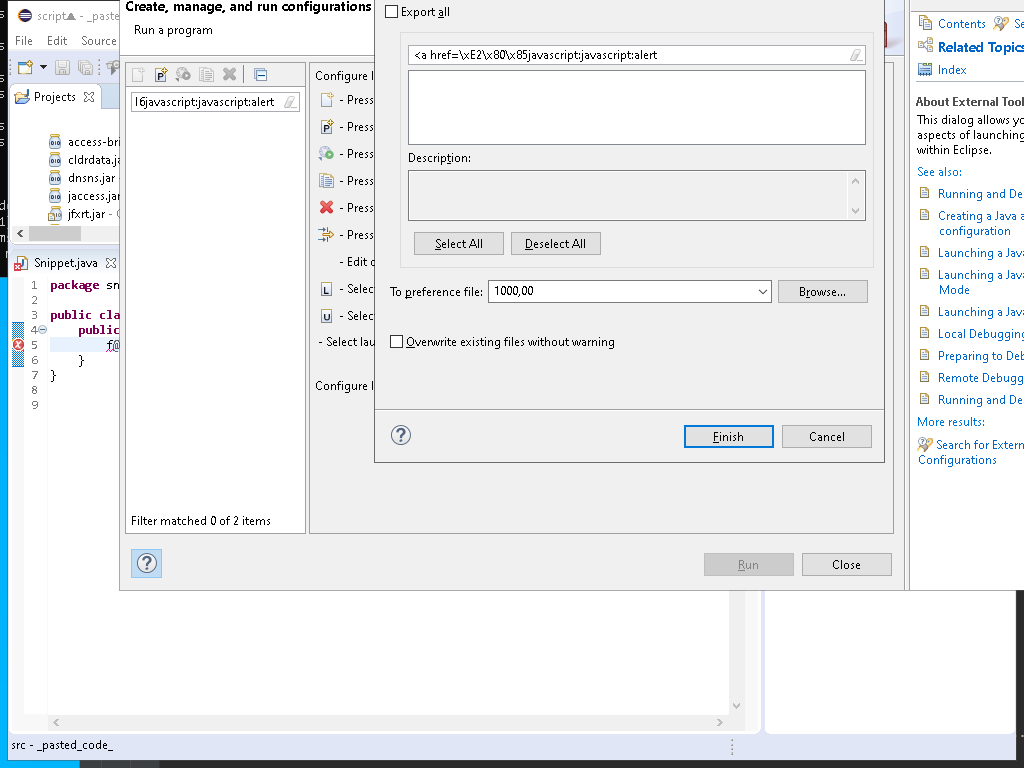 script▲ - _paste
File Edit Source
Projects
access-bri
cldrdata.ja
dnsns.jar
jaccess.jar
jfxrt.jar -
Snippet.java
1 package sn
2
3 public cla
4 public
5 f@
6 }
7 }
8
9
src - _pasted_code_
Create, manage, and run configurations
Run a program
l6javascript:javascript:alert
Filter matched 0 of 2 items
Configure l
- Press
- Press
- Press
- Press
- Press
- Press
- Edit o
- Selec
- Selec
- Select lau
Configure l
Run
Close
Export all
<a href=\xE2\x80\x85javascript:javascript:alert
Description:
Select All
Deselect All
To preference file:
1000,00
Browse...
Overwrite existing files without warning
Finish
Cancel
Contents
Se
Related Topics
Index
About External Tool
This dialog allows yo
aspects of launching
within Eclipse.
See also:
Running and De
Creating a Java a
configuration
Launching a Java
Launching a Java
Mode
Launching a Java
Local Debugging
Preparing to Deb
Remote Debugg
Running and De
More results:
Search for Extern
Configurations